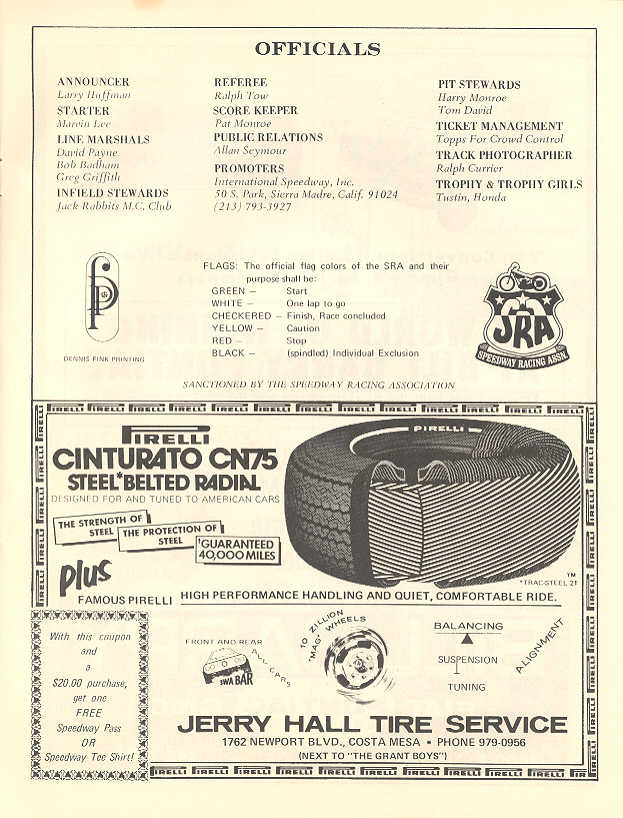 OFFICIALS
ANNOUNCER
Larry Huffman
STARTER
Marvin Lee
LINE MARSHALS
David Payne
Bob Badham
Greg Griffith
INFIELD STEWARDS
Jack Rabbits M.C. Club
REFEREE
Ralph Tow
SCORE KEEPER
Pat Monroe
PUBLIC RELATIONS
Allan Seymour
PROMOTERS
International Speedway, Inc.
50 S. Park, Sierra Madre, Calif. 91024
(213) 793-3927
PIT STEWARDS
Harry Monroe
Tom David
TICKET MANAGEMENT
Topps For Crowd Control
TRACK PHOTOGRAPHER
Ralph Currier
TROPHY & TROPHY GIRLS
Tustin, Honda
DENNIS FINK PRINTING
FLAGS: The official flag colors of the SRA and their
purpose shall be:
GREEN – Start
WHITE – One lap to go
CHECKERED – Finish, Race concluded
YELLOW – Caution
RED – Stop
BLACK – (spindled) Individual Exclusion
SPEEDWAY RACING ASSN.
SANCTIONED BY THE SPEEDWAY RACING ASSOCIATION
PIRELLI
CINTURATO CN75
STEEL*BELTED RADIAL
DESIGNED FOR AND TUNED TO AMERICAN CARS
THE STRENGTH OF
STEEL
THE PROTECTION OF
STEEL
†GUARANTEED
40,000 MILES
PIRELLI
TM
*TRAC-STEEL 2†
plus
FAMOUS PIRELLI HIGH PERFORMANCE HANDLING AND QUIET, COMFORTABLE RIDE.
With this coupon
and
a
$20.00 purchase,
get one
FREE
Speedway Pass
OR
Speedway Tee Shirt!
FRONT AND REAR
SWA BAR
ALL CARS
10 ZILLION
"MAG" WHEELS
BALANCING
SUSPENSION
TUNING
ALIGNMENT
JERRY HALL TIRE SERVICE
1762 NEWPORT BLVD., COSTA MESA • PHONE 979-0956
(NEXT TO "THE GRANT BOYS")